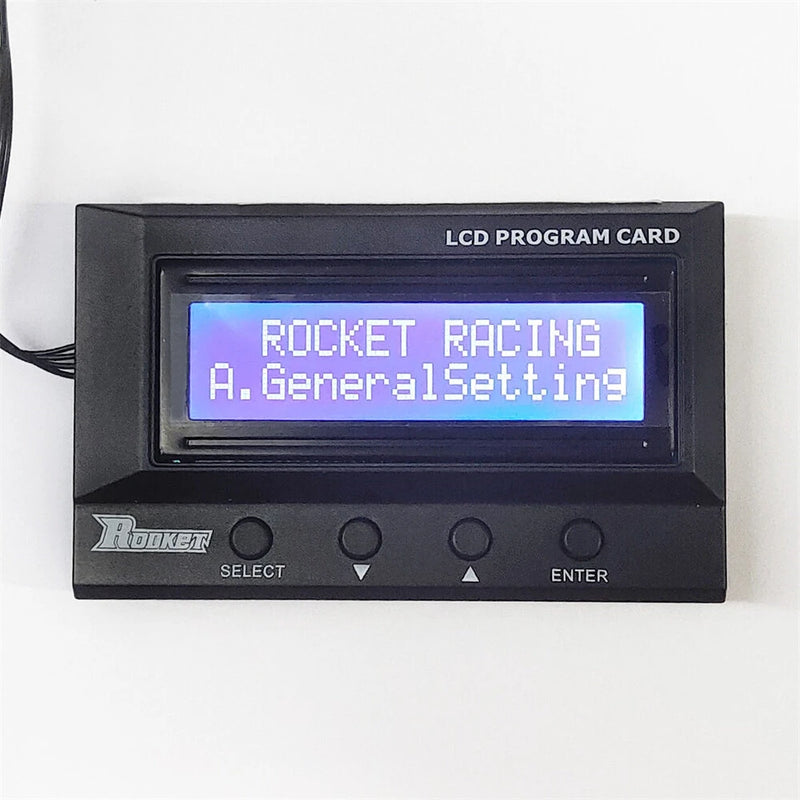 LCD PROGRAM CARD
ROCKET RACING
A.GeneralSetting
ROCKET
SELECT ▼ ▲ ENTER